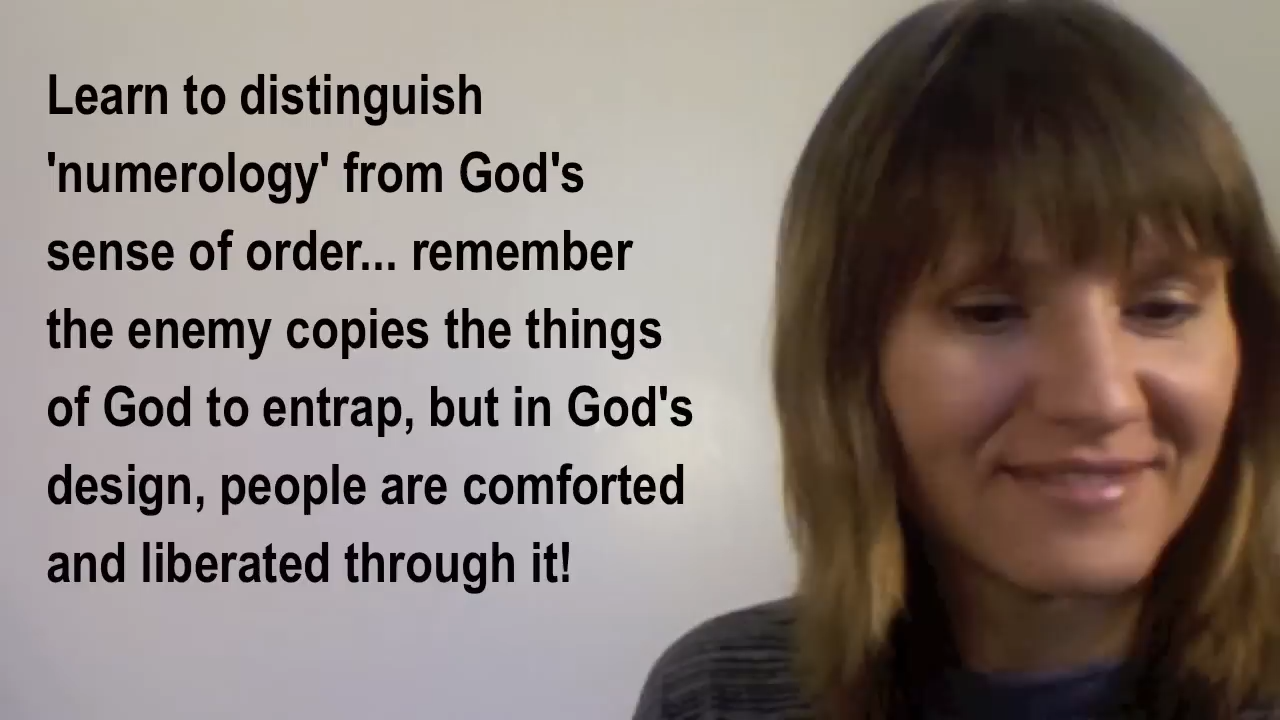 Learn to distinguish
'numerology' from God's
sense of order... remember
the enemy copies the things
of God to entrap, but in God's
design, people are comforted
and liberated through it!